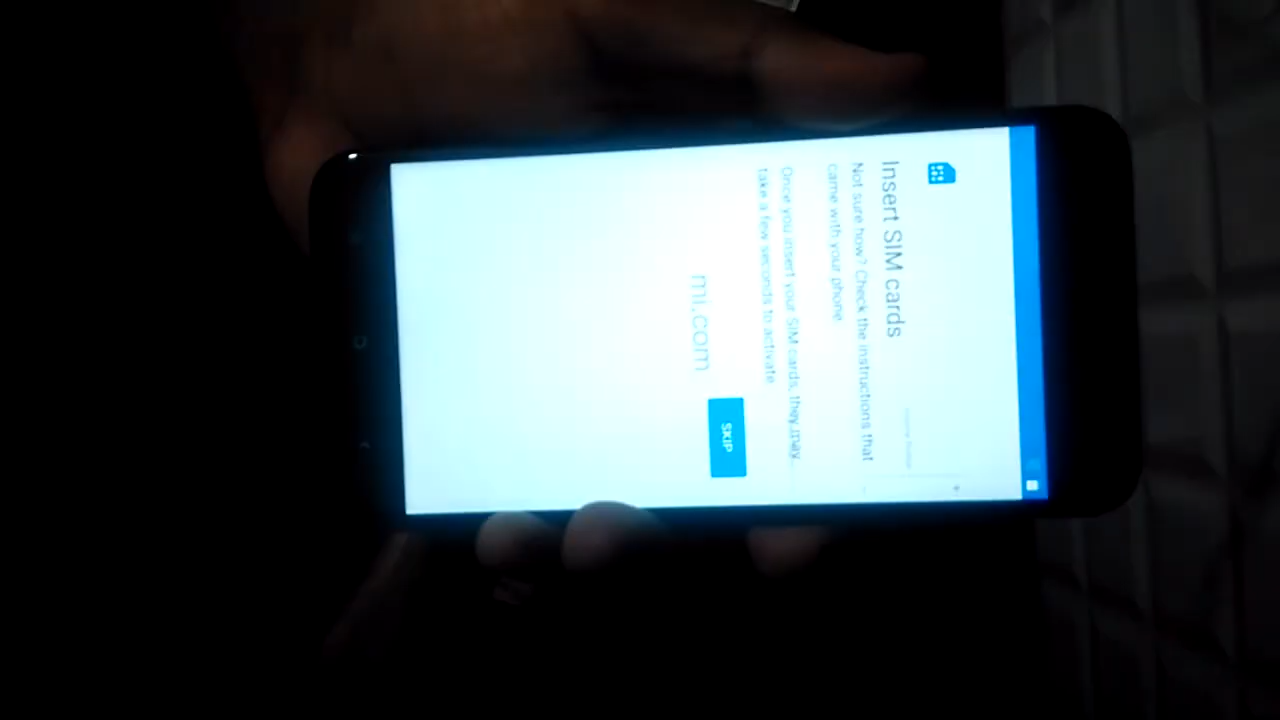 Insert SIM cards
Not sure how? Check the instructions that
came with your phone.
Once you insert your SIM cards, they may
take a few seconds to activate
SKIP
mi.com